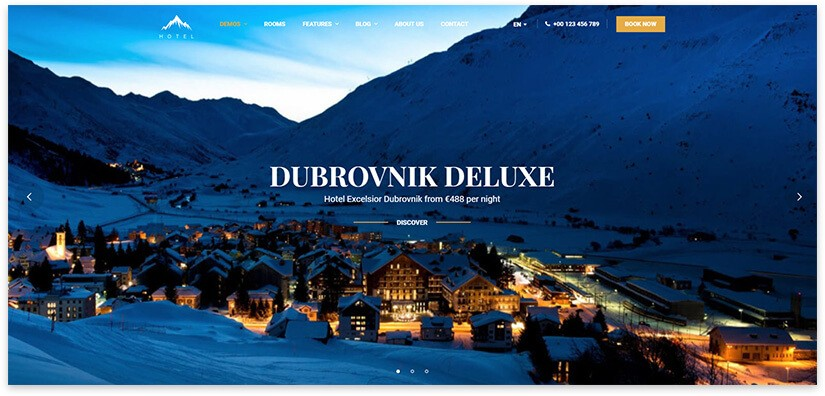 HOTEL
DEMOS
ROOMS
FEATURES
BLOG
ABOUT US
CONTACT
EN
+00 123 456 789
BOOK NOW
DUBROVNIK DELUXE
Hotel Excelsior Dubrovnik from €488 per night
DISCOVER